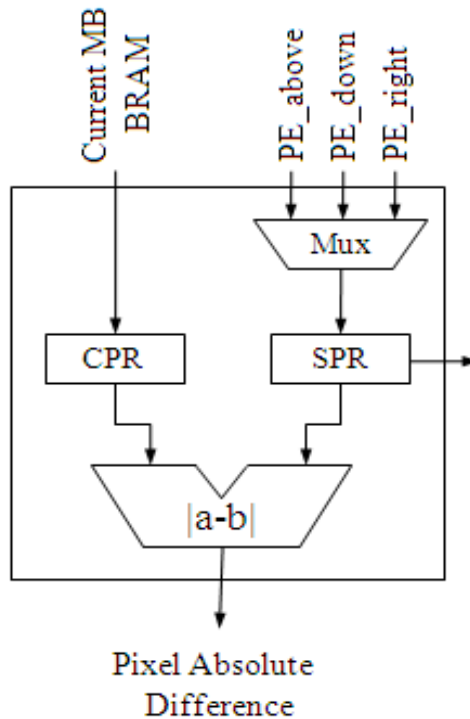 Current MB
BRAM
PE_above
PE_down
PE_right
Mux
CPR
SPR
|a-b|
Pixel Absolute
Difference